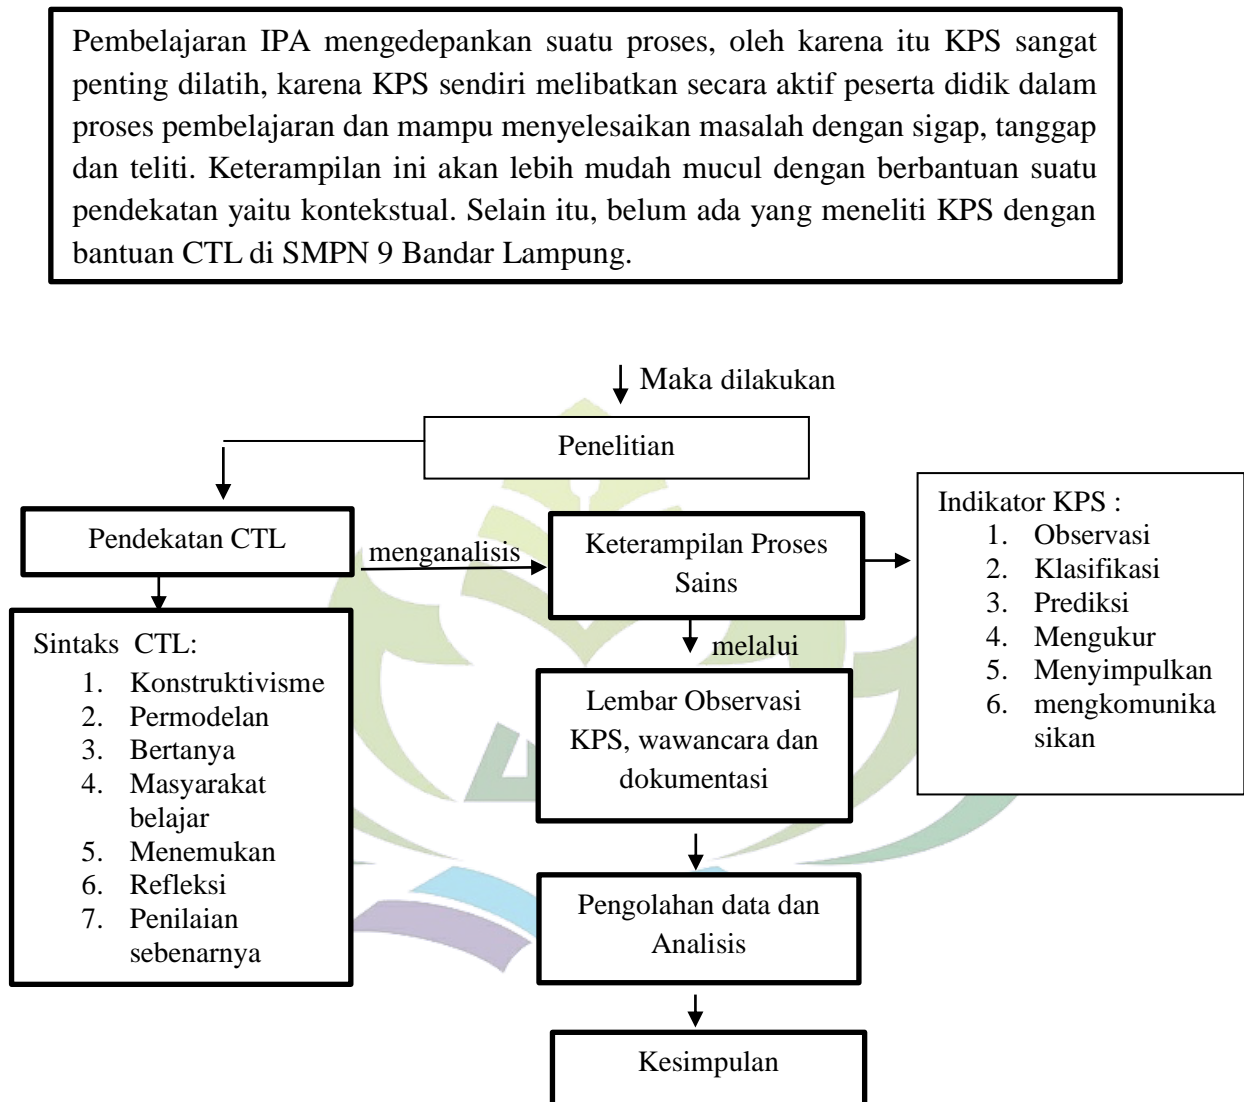 Pembelajaran IPA mengedepankan suatu proses, oleh karena itu KPS sangat
penting dilatih, karena KPS sendiri melibatkan secara aktif peserta didik dalam
proses pembelajaran dan mampu menyelesaikan masalah dengan sigap, tanggap
dan teliti. Keterampilan ini akan lebih mudah mucul dengan berbantuan suatu
pendekatan yaitu kontekstual. Selain itu, belum ada yang meneliti KPS dengan
bantuan CTL di SMPN 9 Bandar Lampung.
Maka dilakukan
Penelitian
Pendekatan CTL
menganalisis
Keterampilan Proses
Sains
Indikator KPS :
1. Observasi
2. Klasifikasi
3. Prediksi
4. Mengukur
5. Menyimpulkan
6. mengkomunika
sikan
Sintaks CTL:
1. Konstruktivisme
2. Permodelan
3. Bertanya
4. Masyarakat
belajar
5. Menemukan
6. Refleksi
7. Penilaian
sebenarnya
melalui
Lembar Observasi
KPS, wawancara dan
dokumentasi
Pengolahan data dan
Analisis
Kesimpulan